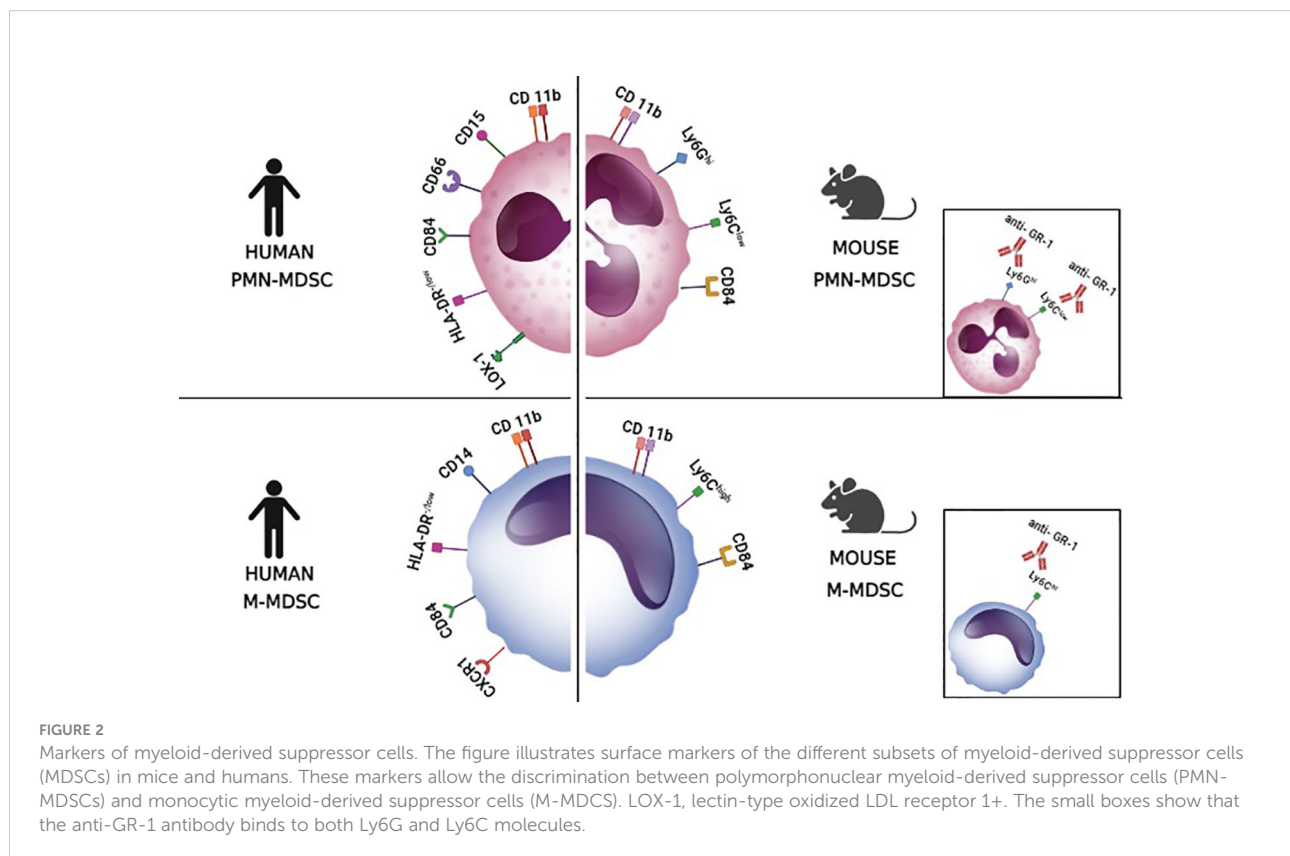 CD 11b
CD15
CD66
CD84
HLA-DR-/low
LOX-1
HUMAN
PMN-MDSC
CD 11b
Ly6Ghi
Ly6Clow
CD84
MOUSE
PMN-MDSC
anti- GR-1
anti- GR-1
Ly6Ghi
Ly6Clow
CD 11b
CD14
HLA-DR-/low
CD84
CXCR1
HUMAN
M-MDSC
CD 11b
Ly6Chigh
CD84
MOUSE
M-MDSC
anti- GR-1
Ly6Chi
FIGURE 2
Markers of myeloid-derived suppressor cells. The figure illustrates surface markers of the different subsets of myeloid-derived suppressor cells
(MDSCs) in mice and humans. These markers allow the discrimination between polymorphonuclear myeloid-derived suppressor cells (PMN-
MDSCs) and monocytic myeloid-derived suppressor cells (M-MDCS). LOX-1, lectin-type oxidized LDL receptor 1+. The small boxes show that
the anti-GR-1 antibody binds to both Ly6G and Ly6C molecules.